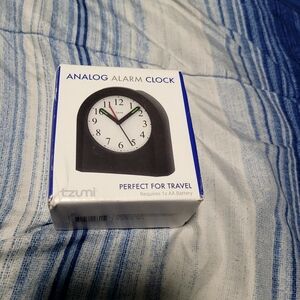 ANALOG ALARM CLOCK
PERFECT FOR TRAVEL
Requires 1x AA Battery
tzumi